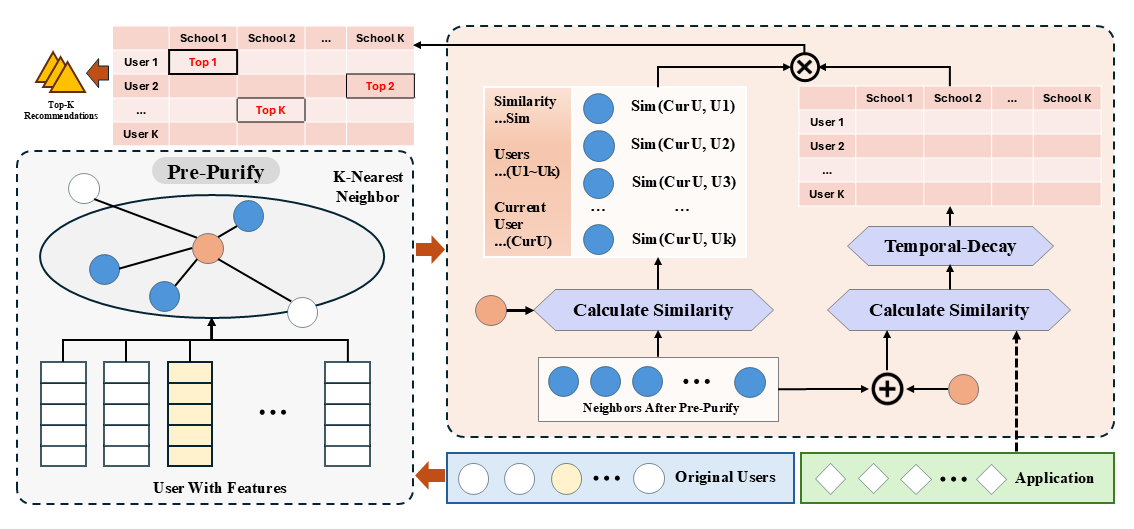 School 1 School 2 ... School K
User 1 Top 1
User 2 Top 2
... Top K
User K
Top-K
Recommendations
Pre-Purify
K-Nearest
Neighbor
...
User With Features
Similarity
...Sim
Users
...(U1~Uk)
Current
User
...(CurU)
Sim(CurU, U1)
Sim(CurU, U2)
Sim(CurU, U3)
... ...
Sim(CurU, Uk)
School 1 School 2 ... School K
User 1
User 2
...
User K
Temporal-Decay
Calculate Similarity
Calculate Similarity
...
Neighbors After Pre-Purify
... Original Users
... Application